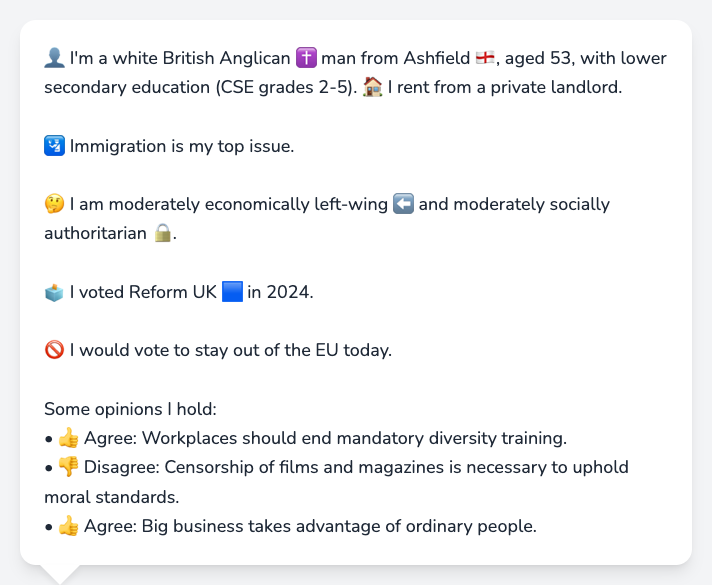 👤 I'm a white British Anglican ✝️ man from Ashfield 🏴󠁧󠁢󠁥󠁮󠁧󠁿, aged 53, with lower
secondary education (CSE grades 2-5). 🏠 I rent from a private landlord.
🛂 Immigration is my top issue.
🤔 I am moderately economically left-wing ⬅️ and moderately socially
authoritarian 🔒.
🗳️ I voted Reform UK 🟦 in 2024.
🚫 I would vote to stay out of the EU today.
Some opinions I hold:
• 👍 Agree: Workplaces should end mandatory diversity training.
• 👎 Disagree: Censorship of films and magazines is necessary to uphold
moral standards.
• 👍 Agree: Big business takes advantage of ordinary people.